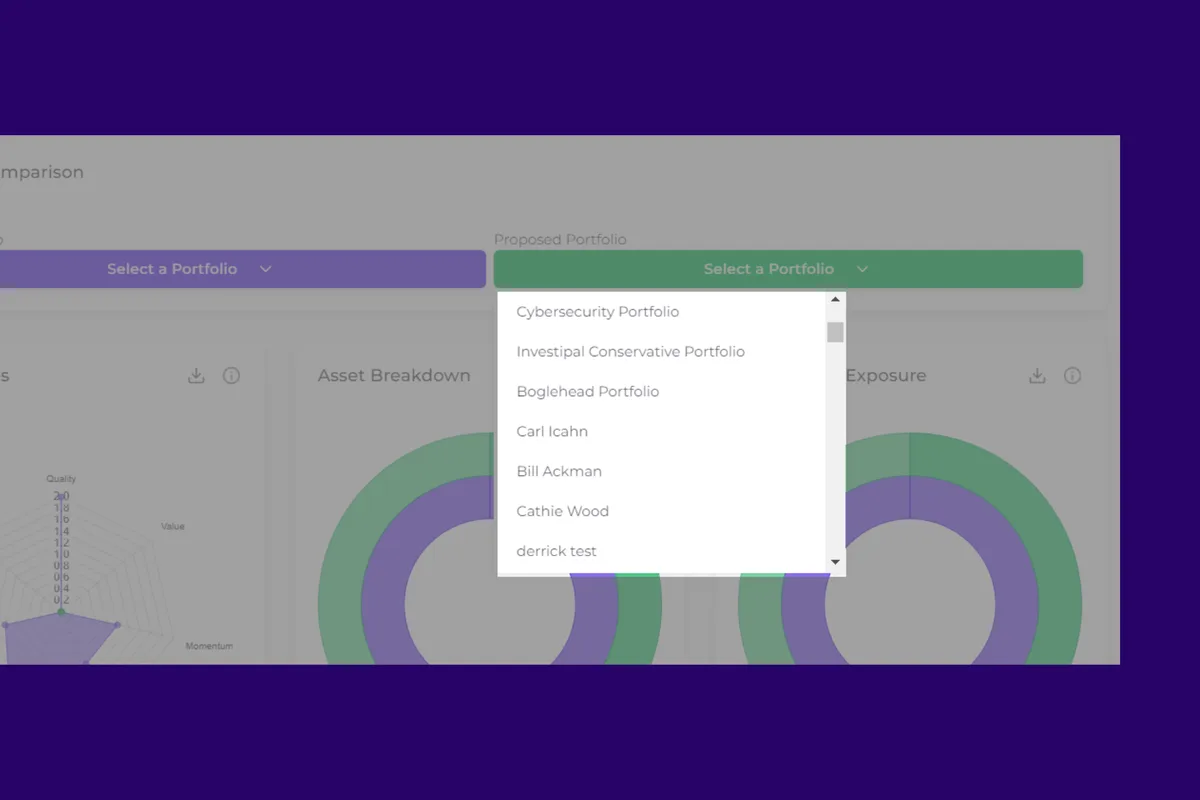 mparison
Proposed Portfolio
Select a Portfolio
Select a Portfolio
Cybersecurity Portfolio
Investipal Conservative Portfolio
Boglehead Portfolio
Carl Icahn
Bill Ackman
Cathie Wood
derrick test
s
Asset Breakdown
Exposure
Quality
2.0
1.8
1.6
1.4
1.2
1.0
0.8
0.6
0.4
0.2
Value
Momentum